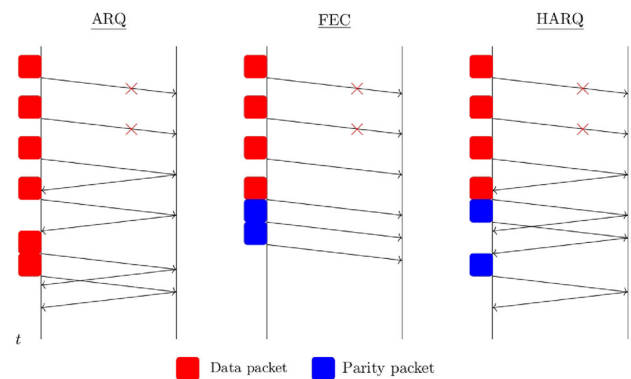 ARQ
FEC
HARQ
t
Data packet
Parity packet